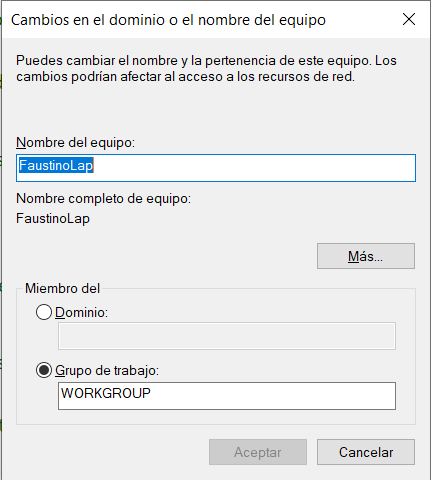 Cambios en el dominio o el nombre del equipo
Puedes cambiar el nombre y la pertenencia de este equipo. Los
cambios podrían afectar al acceso a los recursos de red.
Nombre del equipo:
FaustinoLap
Nombre completo de equipo:
FaustinoLap
Más...
Miembro del
Dominio:
Grupo de trabajo:
WORKGROUP
Aceptar
Cancelar